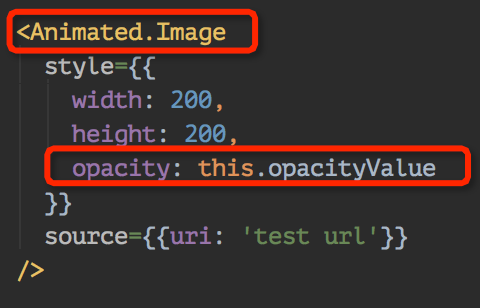 <Animated.Image
style={{
width: 200,
height: 200,
opacity: this.opacityValue
}}
source={{uri: 'test url'}}
/>